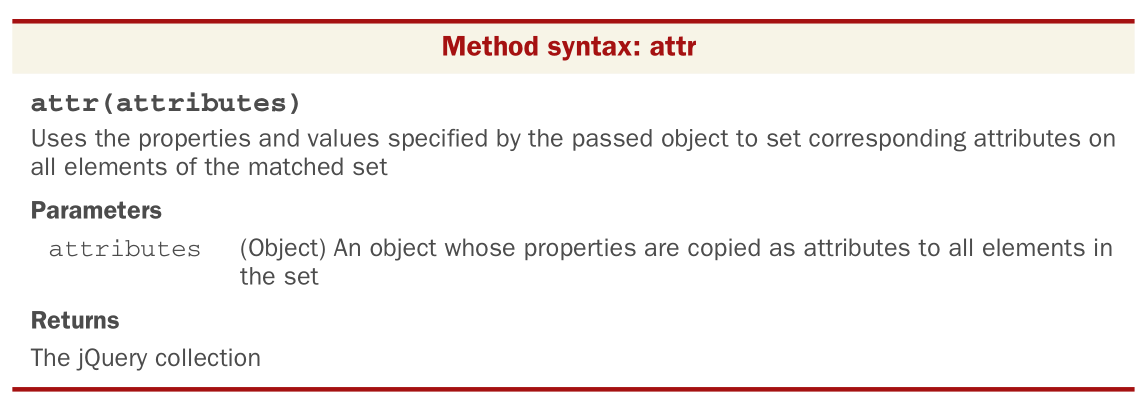 Method syntax: attr
attr(attributes)
Uses the properties and values specified by the passed object to set corresponding attributes on
all elements of the matched set
Parameters
attributes (Object) An object whose properties are copied as attributes to all elements in
the set
Returns
The jQuery collection